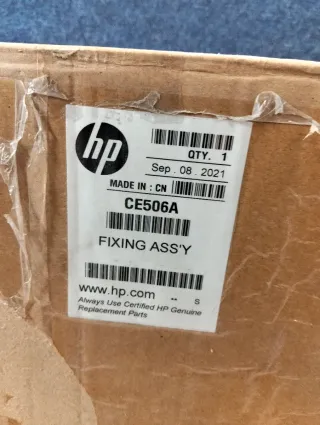 hp
QTY. 1
Sep . 08 . 2021
MADE IN : CN
CE506A
FIXING ASS'Y
www.hp.com -- S
Always Use Certified HP Genuine
Replacement Parts